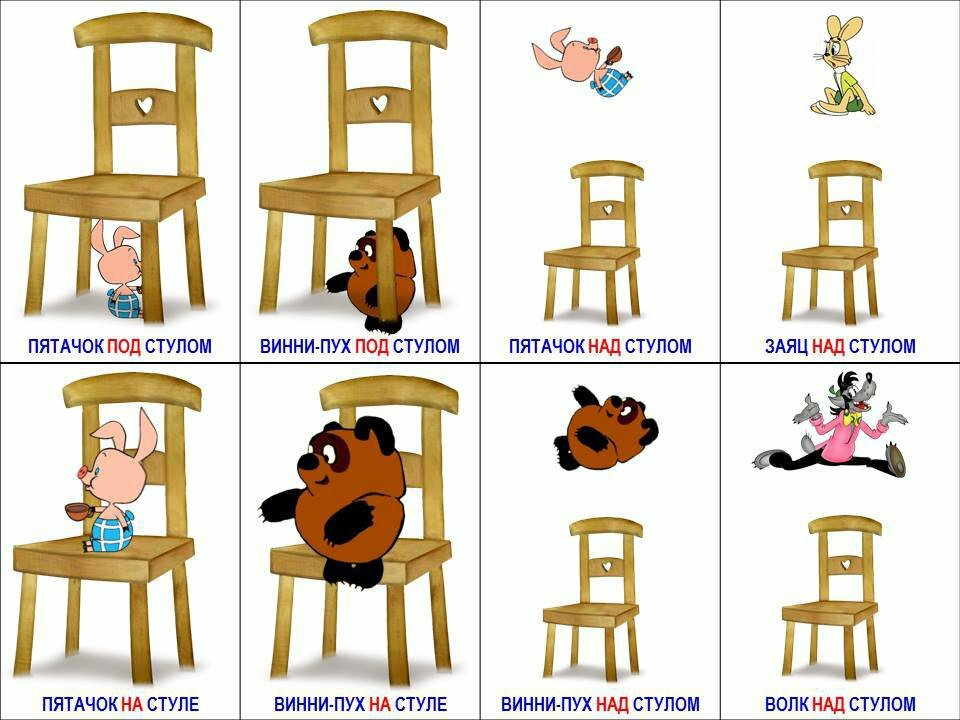 ПЯТАЧОК ПОД СТУЛОМ
ВИННИ-ПУХ ПОД СТУЛОМ
ПЯТАЧОК НАД СТУЛОМ
ЗАЯЦ НАД СТУЛОМ
ПЯТАЧОК НА СТУЛЕ
ВИННИ-ПУХ НА СТУЛЕ
ВИННИ-ПУХ НАД СТУЛОМ
ВОЛК НАД СТУЛОМ